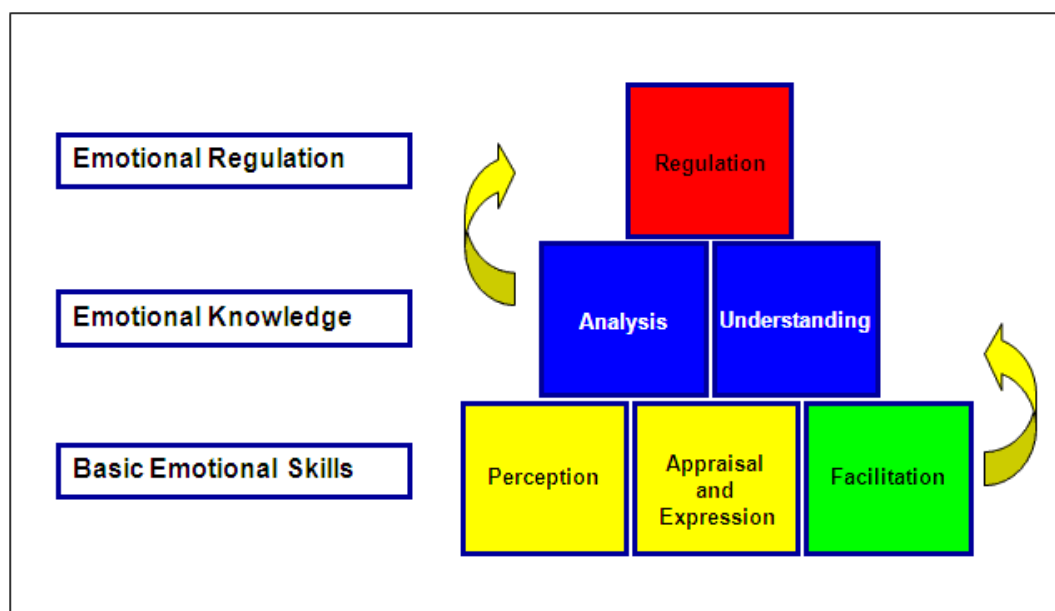 Emotional Regulation
Regulation
Emotional Knowledge
Analysis
Understanding
Basic Emotional Skills
Perception
Appraisal
and
Expression
Facilitation